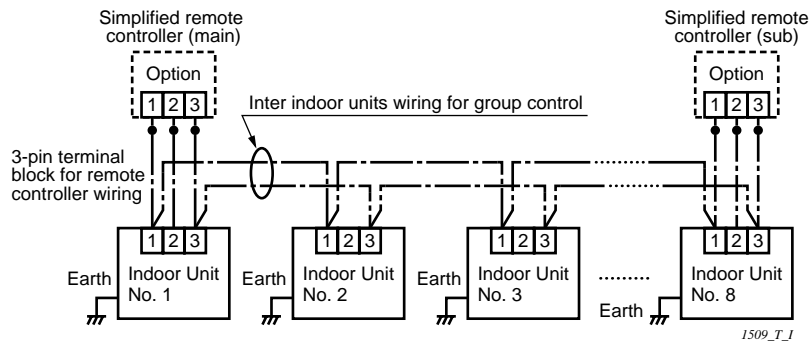 Simplified remote
controller (main)
Simplified remote
controller (sub)
Option
Option
1 2 3
Inter indoor units wiring for group control
1 2 3
3-pin terminal
block for remote
controller wiring
1 2 3
1 2 3
1 2 3
1 2 3
Earth
Indoor Unit
No. 1
Earth
Indoor Unit
No. 2
Earth
Indoor Unit
No. 3
Earth
Indoor Unit
No. 8
1509_T_I